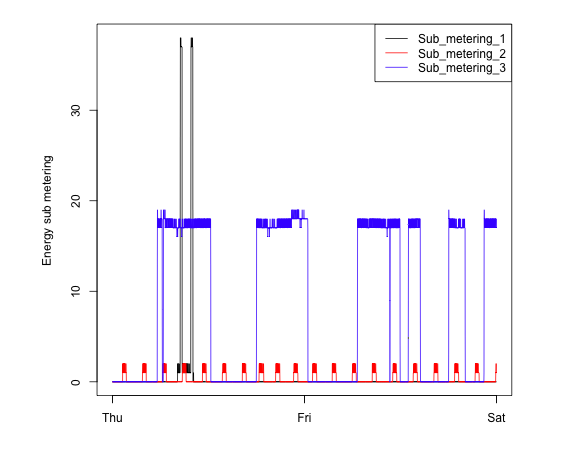 Sub_metering_1
Sub_metering_2
Sub_metering_3
Energy sub metering
30
20
10
0
Thu
Fri
Sat